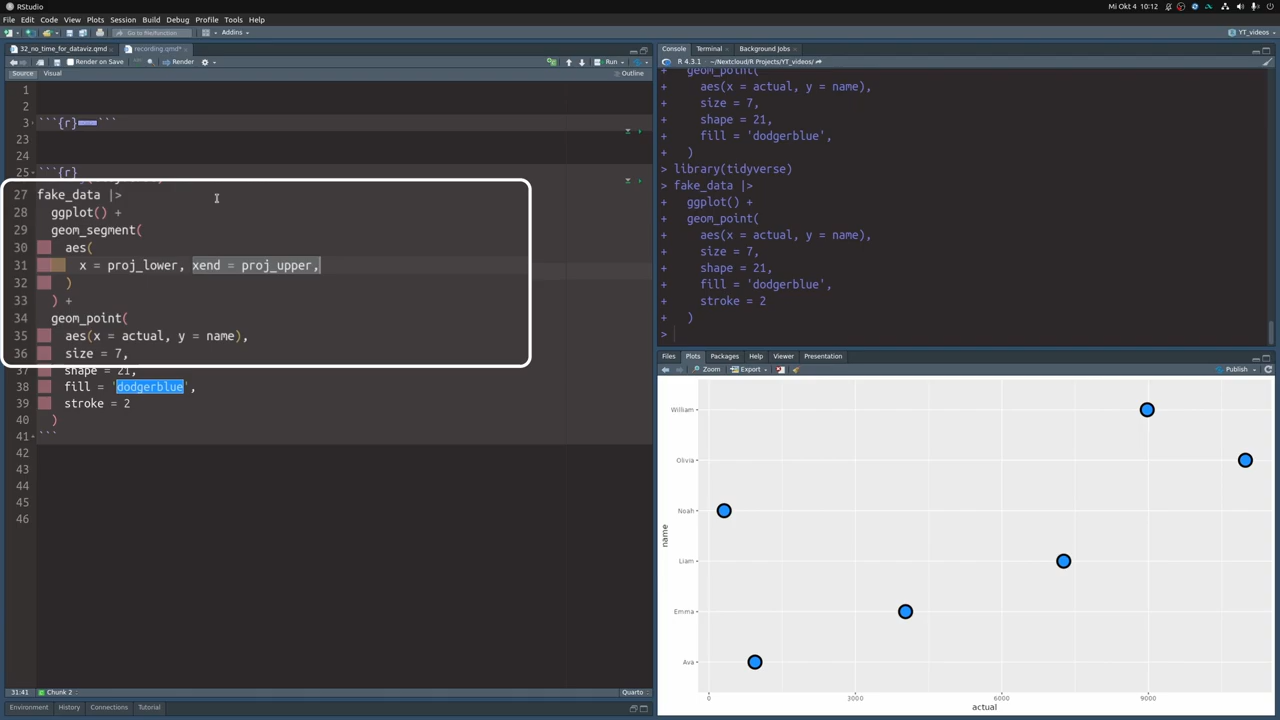 RStudio
Mi Okt 4 10:12
File Edit Code View Plots Session Build Debug Profile Tools Help
Go to file/function
Addins
YT_videos
32_no_time_for_dataviz.qmd
recording.qmd*
Render on Save
Render
Run
Source
Visual
Outline
1
2
3 ```{r} ```
23
24
25 ```{r}
27 fake_data |>
28 ggplot() +
29 geom_segment(
30 aes(
31 x = proj_lower, xend = proj_upper,
32 )
33 ) +
34 geom_point(
35 aes(x = actual, y = name),
36 size = 7,
37 shape = 21,
38 fill = 'dodgerblue',
39 stroke = 2
40 )
41 ```
42
43
44
45
46
31:41 Chunk 2
Quarto
Environment History Connections Tutorial
Console Terminal Background Jobs
R 4.3.1 · ~/Nextcloud/R Projects/YT_videos/
+ geom_point(
+ aes(x = actual, y = name),
+ size = 7,
+ shape = 21,
+ fill = 'dodgerblue',
+ )
> library(tidyverse)
> fake_data |>
+ ggplot() +
+ geom_point(
+ aes(x = actual, y = name),
+ size = 7,
+ shape = 21,
+ fill = 'dodgerblue',
+ stroke = 2
+ )
>
Files Plots Packages Help Viewer Presentation
Zoom Export
Publish
William
Olivia
Noah
Liam
Emma
Ava
name
0 3000 6000 9000
actual